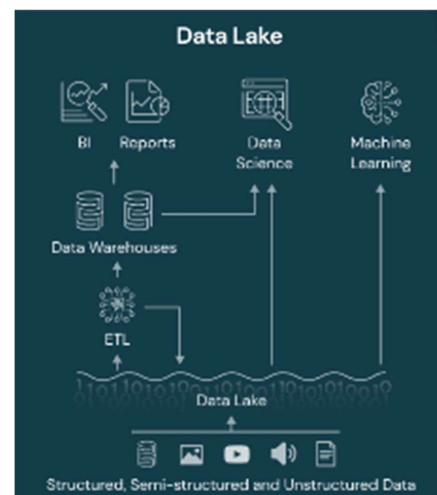 Data Lake
BI Reports Data Science Machine Learning
Data Warehouses
ETL
Data Lake
Structured, Semi-structured and Unstructured Data